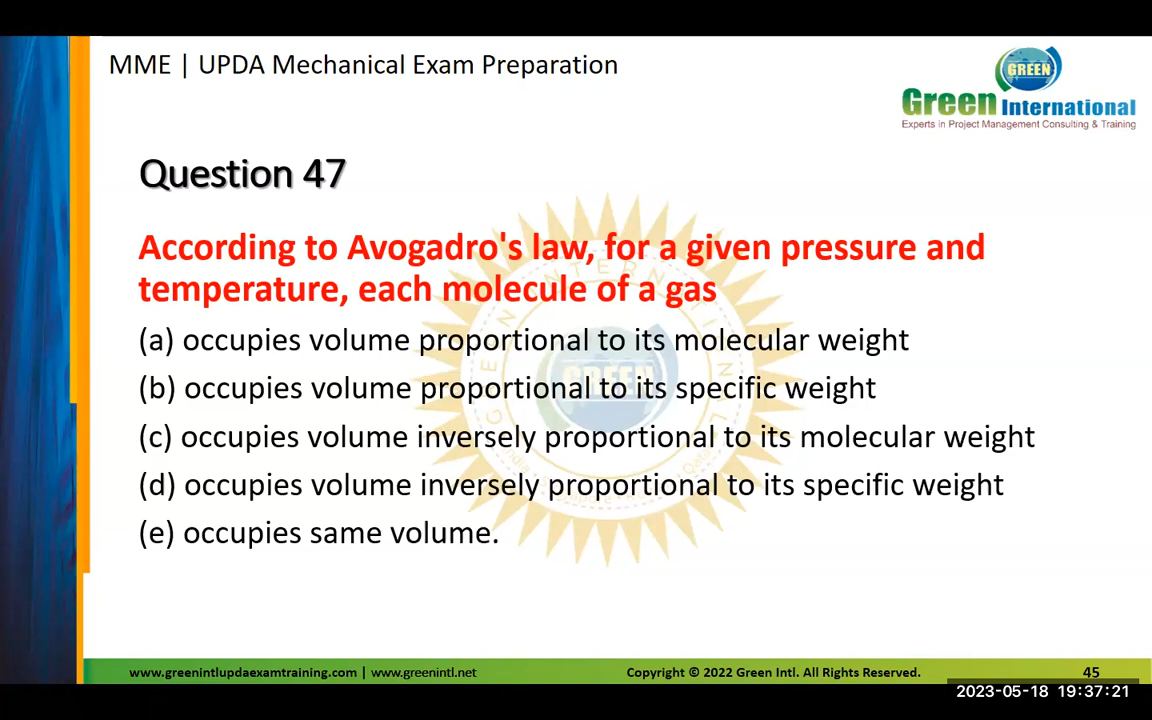 MME | UPDA Mechanical Exam Preparation
GREEN
Green International
Experts in Project Management Consulting & Training
Question 47
According to Avogadro's law, for a given pressure and
temperature, each molecule of a gas
(a) occupies volume proportional to its molecular weight
(b) occupies volume proportional to its specific weight
(c) occupies volume inversely proportional to its molecular weight
(d) occupies volume inversely proportional to its specific weight
(e) occupies same volume.
GREEN
www.greenintlupdaexamtraining.com | www.greenintl.net
Copyright © 2022 Green Intl. All Rights Reserved.
45
2023-05-18 19:37:21